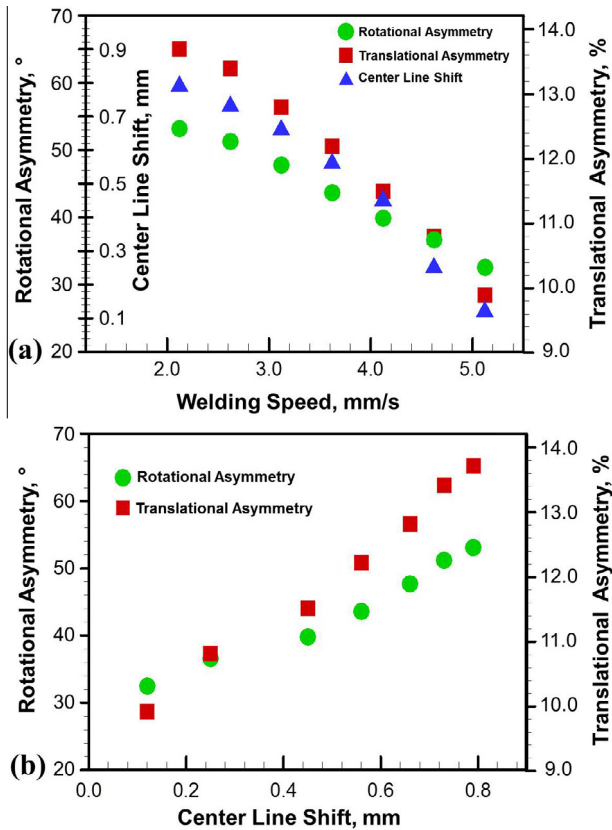 70
60
50
40
30
20
Rotational Asymmetry, °
0.9
0.7
0.5
0.3
0.1
Center Line Shift, mm
Rotational Asymmetry
Translational Asymmetry
Center Line Shift
14.0
13.0
12.0
11.0
10.0
9.0
Translational Asymmetry, %
(a)
2.0 3.0 4.0 5.0
Welding Speed, mm/s
70
60
50
40
30
20
Rotational Asymmetry, °
Rotational Asymmetry
Translational Asymmetry
14.0
13.0
12.0
11.0
10.0
9.0
Translational Asymmetry, %
(b)
0.0 0.2 0.4 0.6 0.8
Center Line Shift, mm